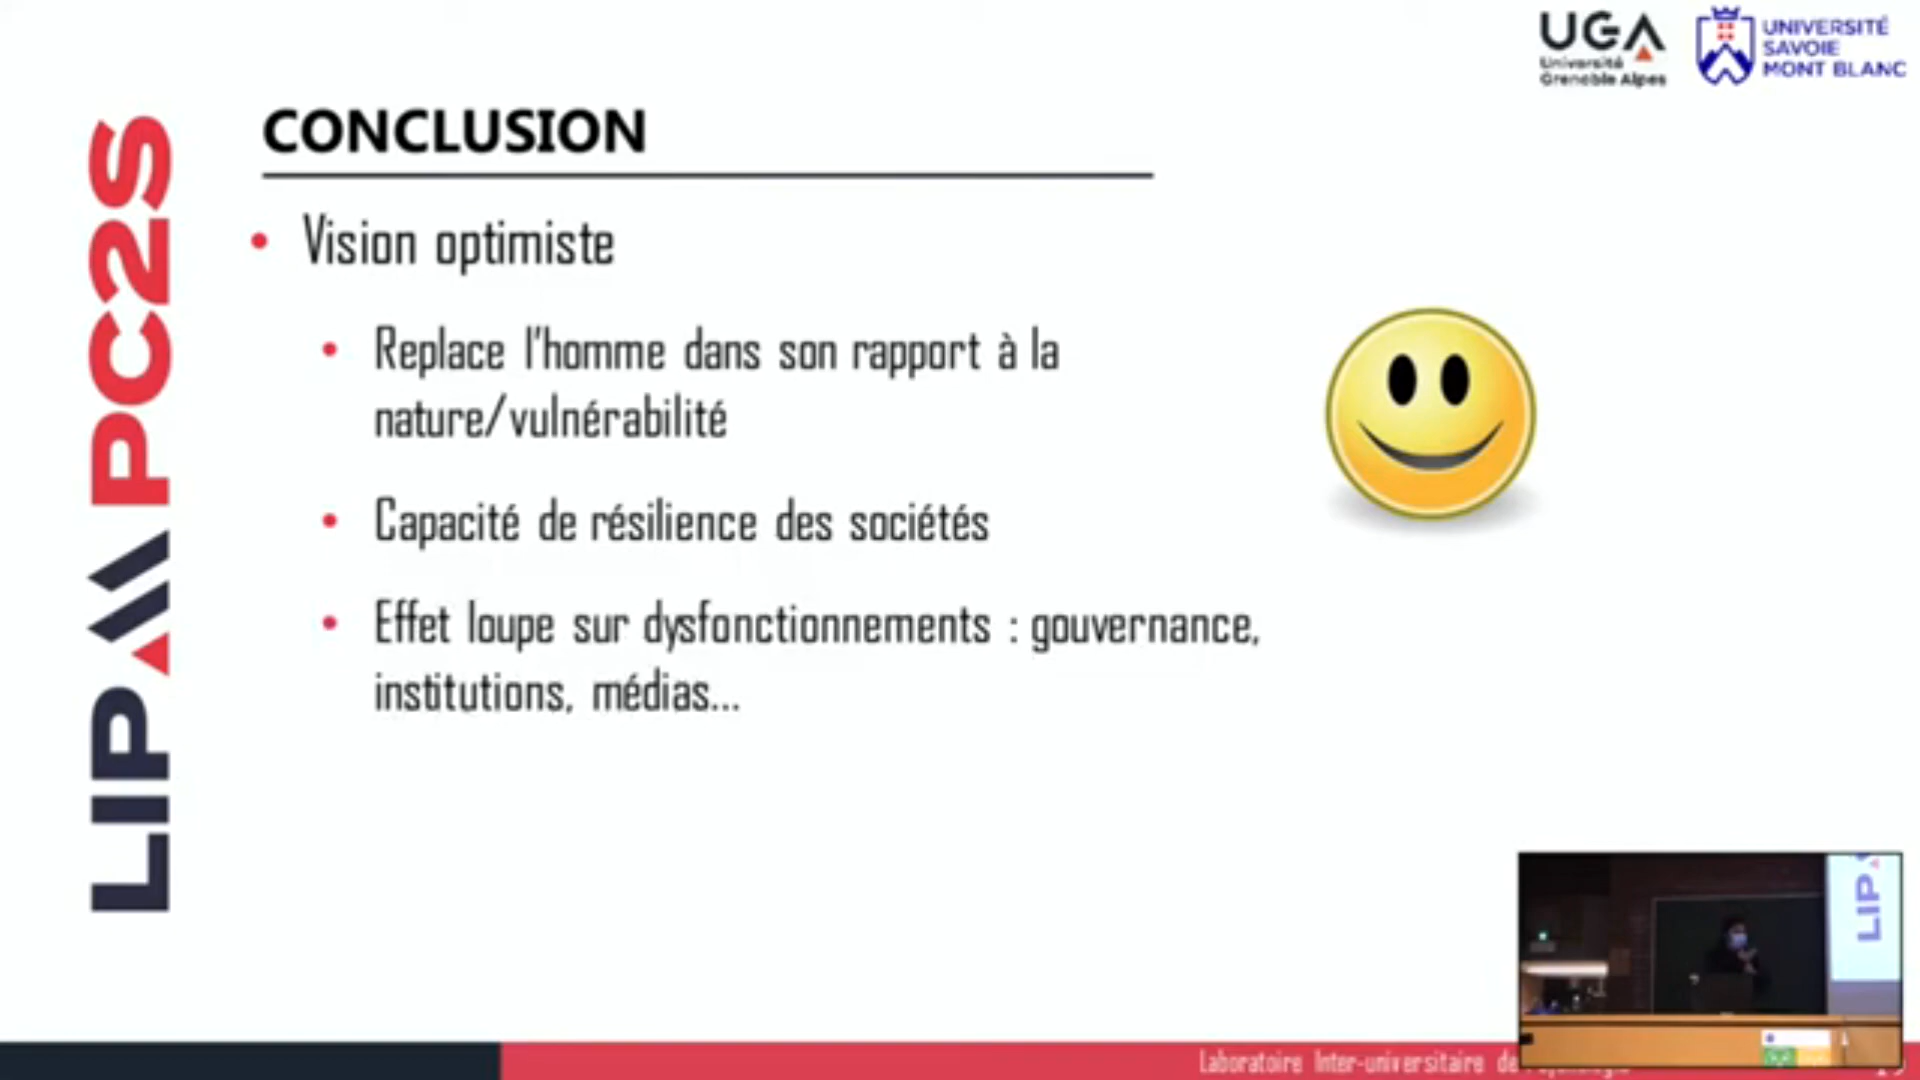 UGA
Université
Grenoble Alpes
UNIVERSITÉ
SAVOIE
MONT BLANC
LIP PC2S
CONCLUSION
• Vision optimiste
• Replace l'homme dans son rapport à la
nature/vulnérabilité
• Capacité de résilience des sociétés
• Effet loupe sur dysfonctionnements : gouvernance,
institutions, médias...
LIP
Laboratoire Inter-universitaire de